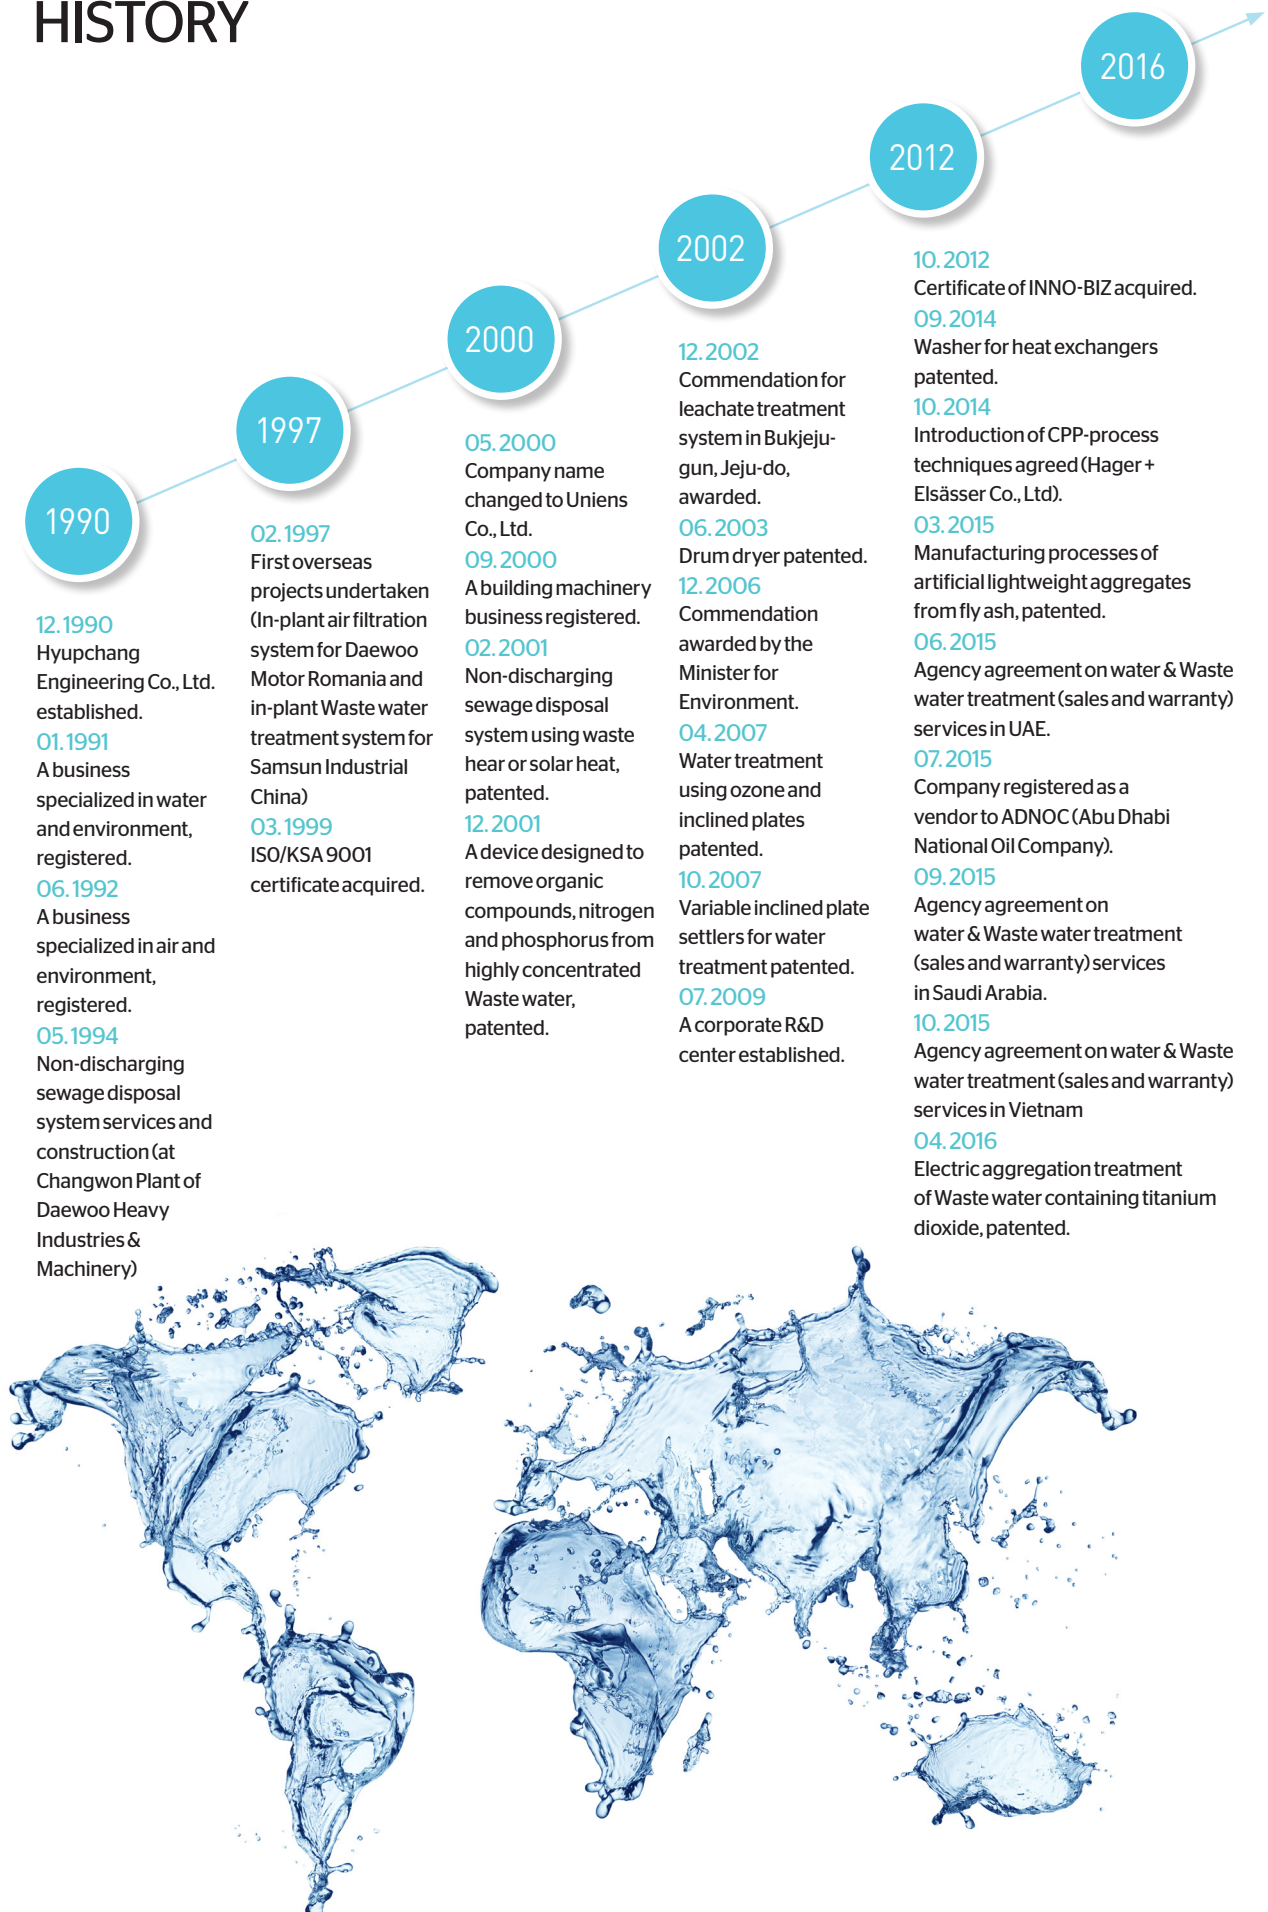 HISTORY
1990
12. 1990
Hyupchang
Engineering Co., Ltd.
established.
01. 1991
A business
specialized in water
and environment,
registered.
06. 1992
A business
specialized in air and
environment,
registered.
05. 1994
Non-discharging
sewage disposal
system services and
construction (at
Changwon Plant of
Daewoo Heavy
Industries &
Machinery)
1997
02. 1997
First overseas
projects undertaken
(In-plant air filtration
system for Daewoo
Motor Romania and
in-plant Waste water
treatment system for
Samsun Industrial
China)
03. 1999
ISO/KSA 9001
certificate acquired.
2000
05. 2000
Company name
changed to Uniens
Co., Ltd.
09. 2000
A building machinery
business registered.
02. 2001
Non-discharging
sewage disposal
system using waste
hear or solar heat,
patented.
12. 2001
A device designed to
remove organic
compounds, nitrogen
and phosphorus from
highly concentrated
Waste water,
patented.
2002
12. 2002
Commendation for
leachate treatment
system in Bukjeju-
gun, Jeju-do,
awarded.
06. 2003
Drum dryer patented.
12. 2006
Commendation
awarded by the
Minister for
Environment.
04. 2007
Water treatment
using ozone and
inclined plates
patented.
10. 2007
Variable inclined plate
settlers for water
treatment patented.
07. 2009
A corporate R&D
center established.
2012
2016
10. 2012
Certificate of INNO-BIZ acquired.
09. 2014
Washer for heat exchangers
patented.
10. 2014
Introduction of CPP-process
techniques agreed (Hager +
Elsässer Co., Ltd).
03. 2015
Manufacturing processes of
artificial lightweight aggregates
from fly ash, patented.
06. 2015
Agency agreement on water & Waste
water treatment (sales and warranty)
services in UAE.
07. 2015
Company registered as a
vendor to ADNOC (Abu Dhabi
National Oil Company).
09. 2015
Agency agreement on
water & Waste water treatment
(sales and warranty) services
in Saudi Arabia.
10. 2015
Agency agreement on water & Waste
water treatment (sales and warranty)
services in Vietnam
04. 2016
Electric aggregation treatment
of Waste water containing titanium
dioxide, patented.